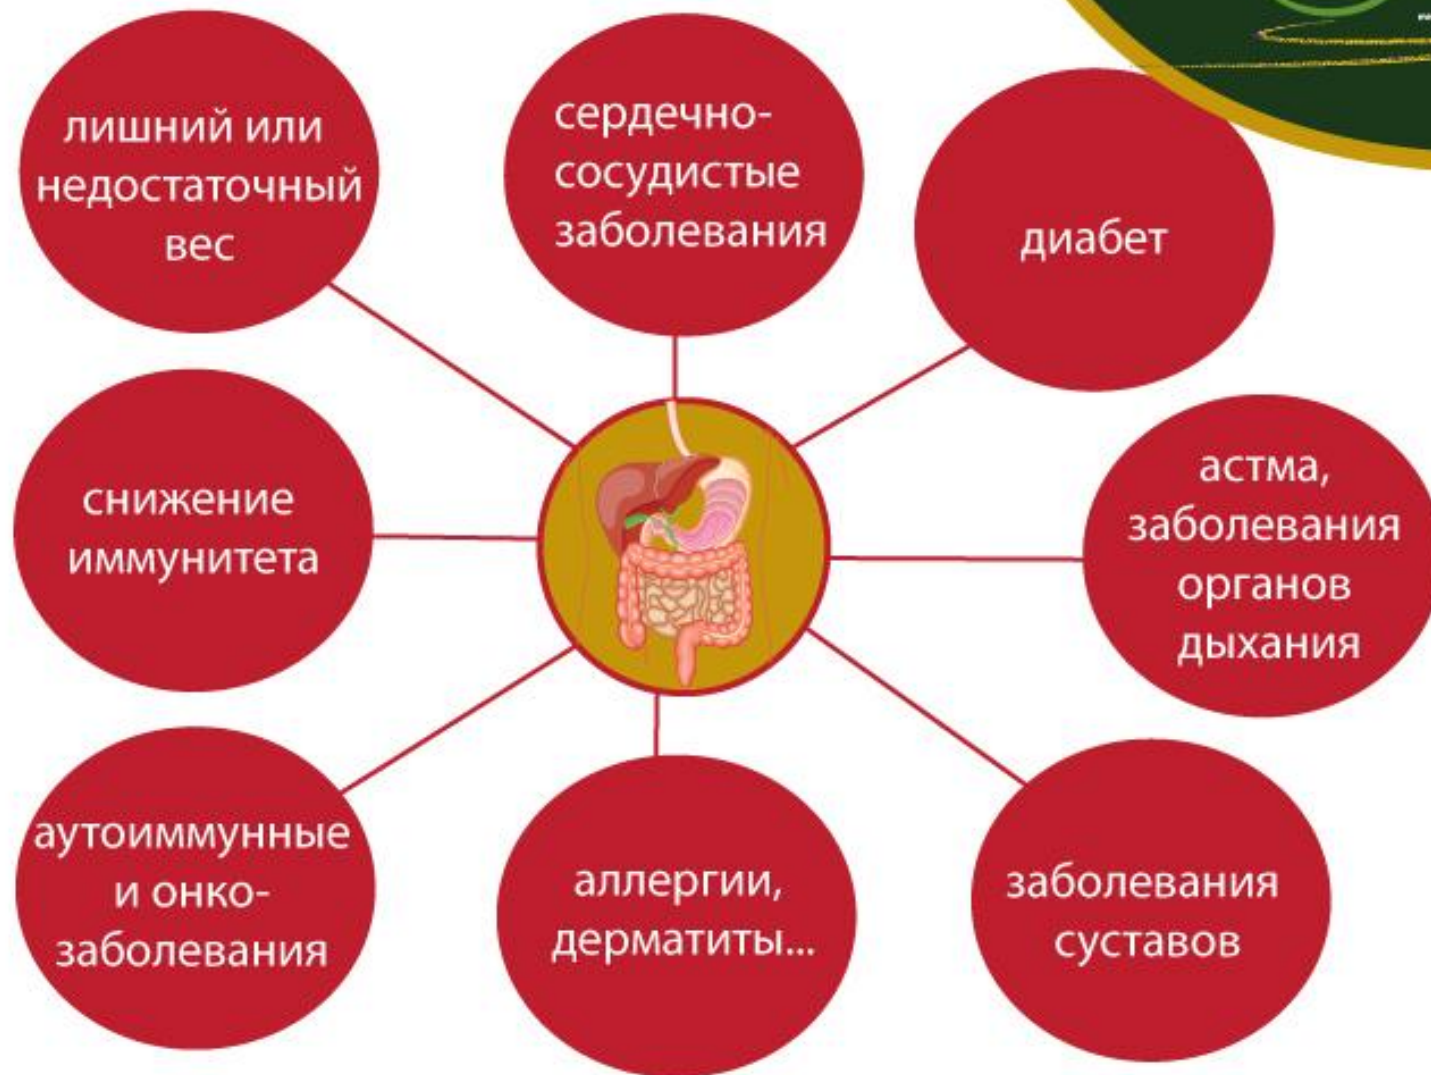 лишний или
недостаточный
вес
сердечно-
сосудистые
заболевания
диабет
снижение
иммунитета
астма,
заболевания
органов
дыхания
аутоиммунные
и онко-
заболевания
аллергии,
дерматиты...
заболевания
суставов